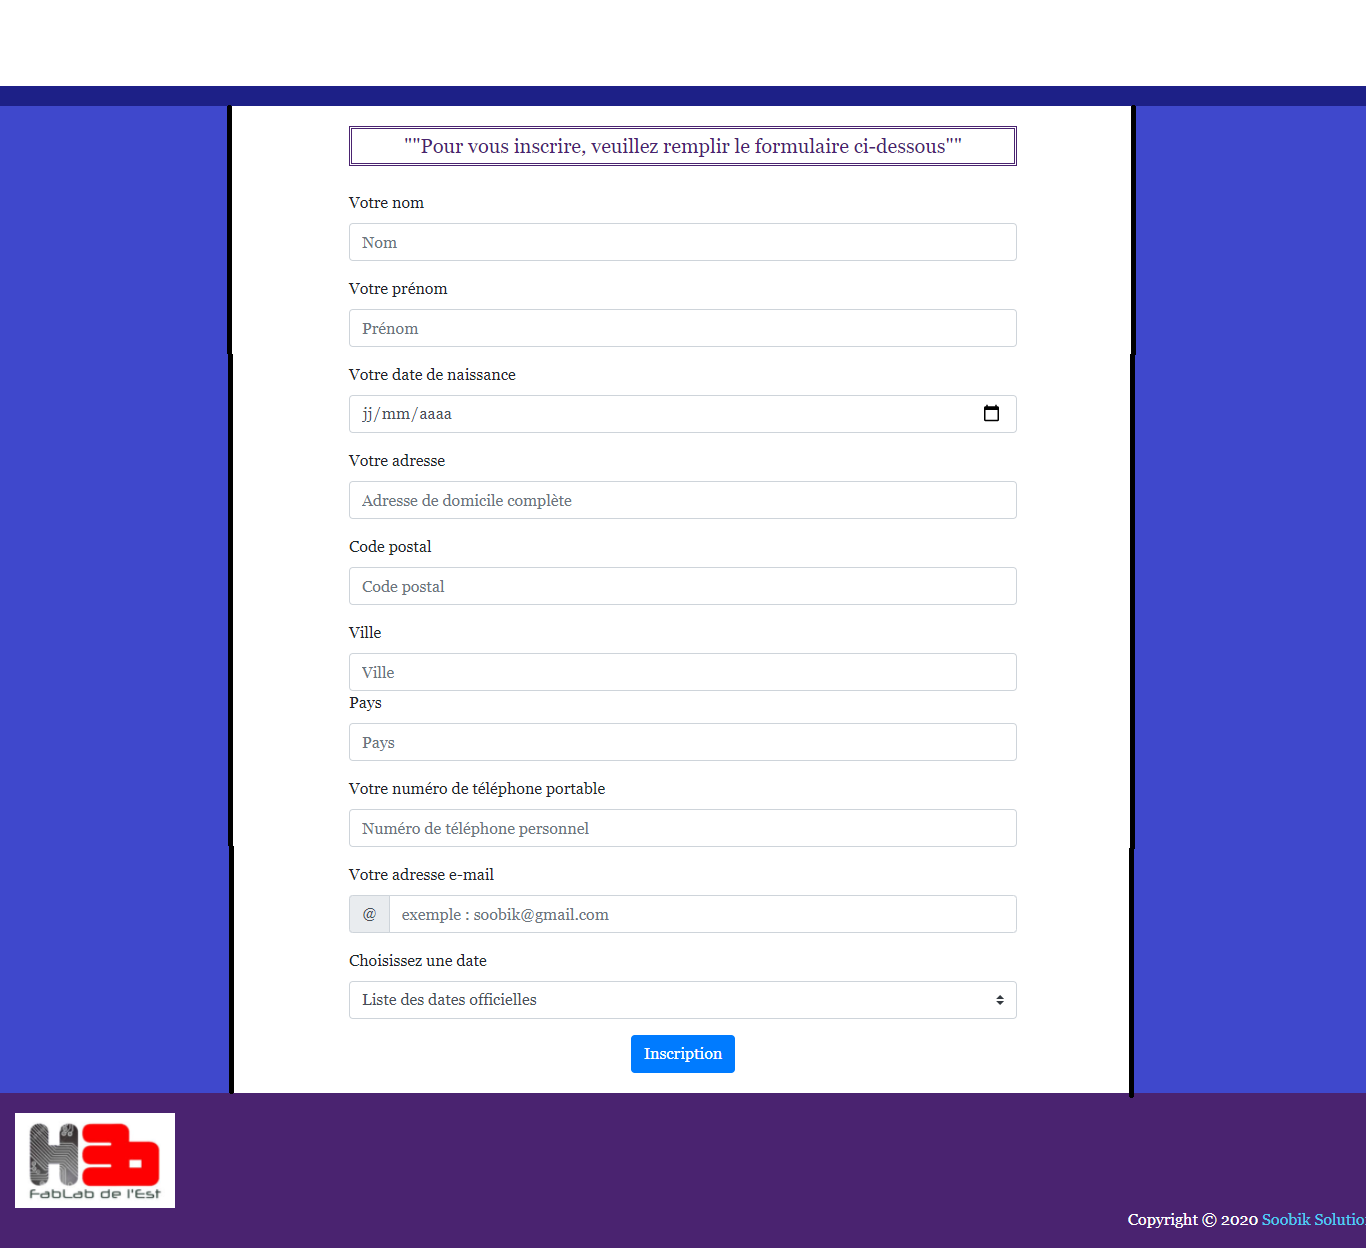 ""Pour vous inscrire, veuillez remplir le formulaire ci-dessous""
Votre nom
Nom
Votre prénom
Prénom
Votre date de naissance
jj/mm/aaaa
Votre adresse
Adresse de domicile complète
Code postal
Code postal
Ville
Ville
Pays
Pays
Votre numéro de téléphone portable
Numéro de téléphone personnel
Votre adresse e-mail
@ exemple : soobik@gmail.com
Choisissez une date
Liste des dates officielles
Inscription
H3D
FabLab de l'Est
Copyright © 2020 Soobik Solutio